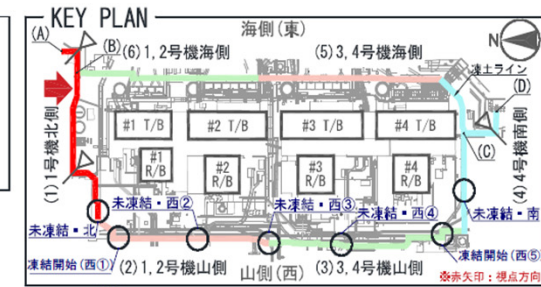 KEY PLAN
海側(東)
N
(A)
(B)
(6) 1,2号機海側
(5) 3,4号機海側
凍土ライン
(D)
(1) 1号機北側
#1 T/B
#2 T/B
#3 T/B
#4 T/B
(C)
(4) 4号機南側
#1
R/B
#2
R/B
#3
R/B
#4
R/B
未凍結・西②
未凍結・西③
未凍結・西④
未凍結・南
未凍結・北
凍結開始(西①)
(2) 1,2号機山側
山側(西)
(3) 3,4号機山側
凍結(西⑤)
※赤矢印：視点方向